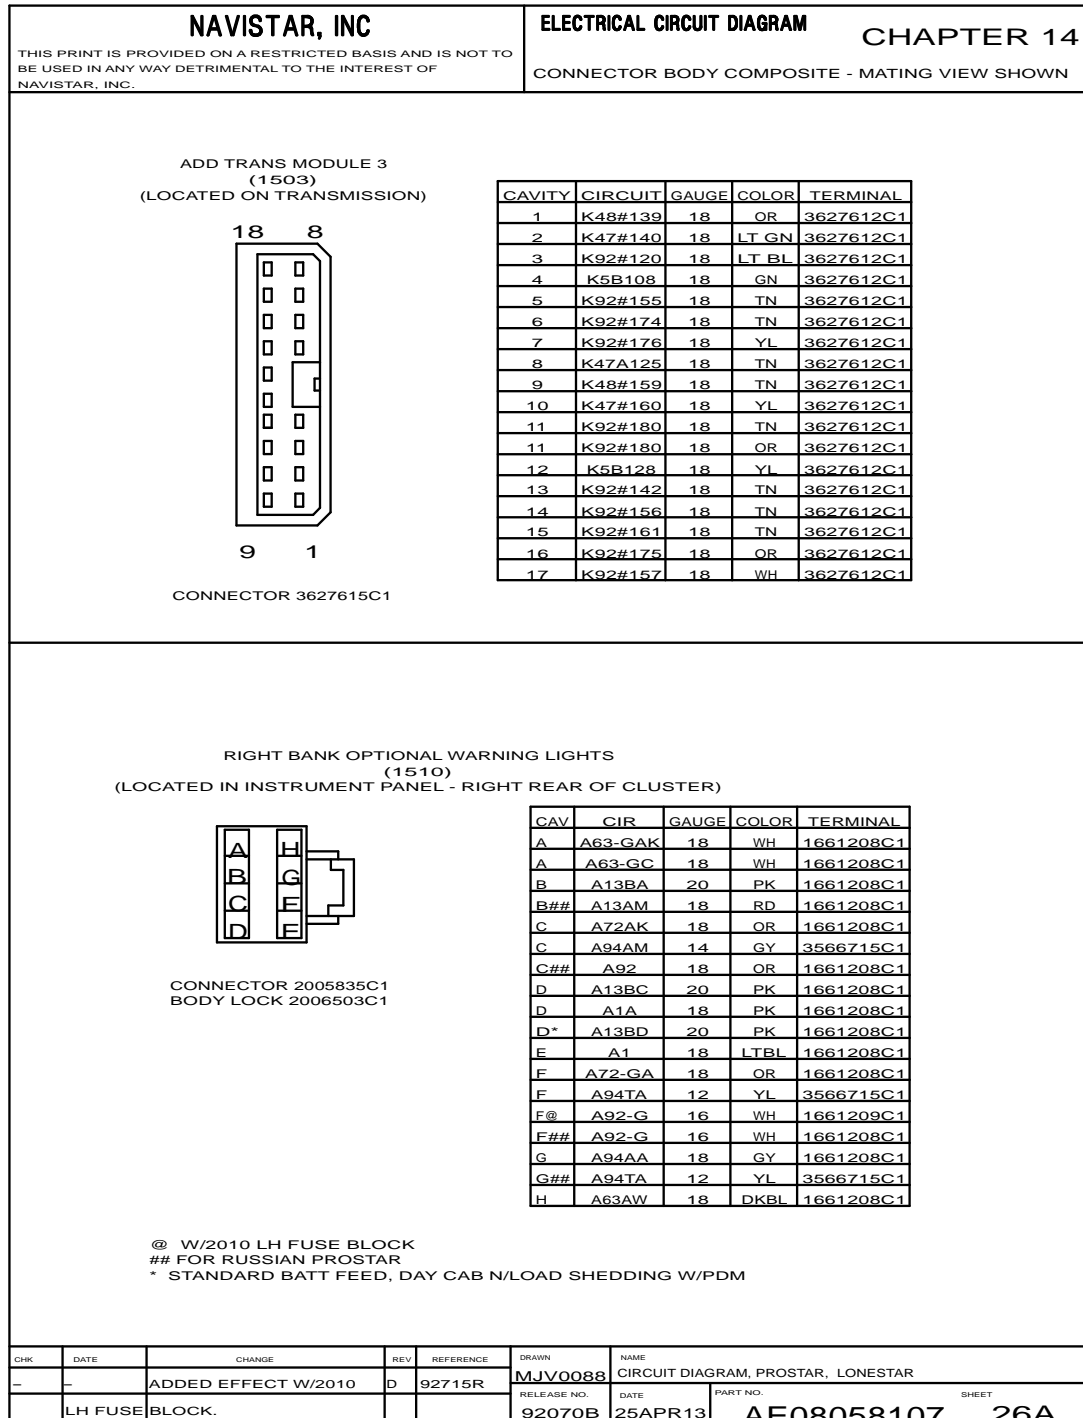 NAVISTAR, INC
THIS PRINT IS PROVIDED ON A RESTRICTED BASIS AND IS NOT TO
BE USED IN ANY WAY DETRIMENTAL TO THE INTEREST OF
NAVISTAR, INC.
ELECTRICAL CIRCUIT DIAGRAM
CHAPTER 14
CONNECTOR BODY COMPOSITE - MATING VIEW SHOWN
ADD TRANS MODULE 3
(1503)
(LOCATED ON TRANSMISSION)
18 8
9 1
CONNECTOR 3627615C1
CAVITY CIRCUIT GAUGE COLOR TERMINAL
1 K48#139 18 OR 3627612C1
2 K47#140 18 LT GN 3627612C1
3 K92#120 18 LT BL 3627612C1
4 K5B108 18 GN 3627612C1
5 K92#155 18 TN 3627612C1
6 K92#174 18 TN 3627612C1
7 K92#176 18 YL 3627612C1
8 K47A125 18 TN 3627612C1
9 K48#159 18 TN 3627612C1
10 K47#160 18 YL 3627612C1
11 K92#180 18 TN 3627612C1
11 K92#180 18 OR 3627612C1
12 K5B128 18 YL 3627612C1
13 K92#142 18 TN 3627612C1
14 K92#156 18 TN 3627612C1
15 K92#161 18 TN 3627612C1
16 K92#175 18 OR 3627612C1
17 K92#157 18 WH 3627612C1
RIGHT BANK OPTIONAL WARNING LIGHTS
(1510)
(LOCATED IN INSTRUMENT PANEL - RIGHT REAR OF CLUSTER)
A H
B G
C F
D E
CONNECTOR 2005835C1
BODY LOCK 2006503C1
CAV CIR GAUGE COLOR TERMINAL
A A63-GAK 18 WH 1661208C1
A A63-GC 18 WH 1661208C1
B A13BA 20 PK 1661208C1
B## A13AM 18 RD 1661208C1
C A72AK 18 OR 1661208C1
C A94AM 14 GY 3566715C1
C## A92 18 OR 1661208C1
D A13BC 20 PK 1661208C1
D A1A 18 PK 1661208C1
D* A13BD 20 PK 1661208C1
E A1 18 LTBL 1661208C1
F A72-GA 18 OR 1661208C1
F A94TA 12 YL 3566715C1
F@ A92-G 16 WH 1661209C1
F## A92-G 16 WH 1661208C1
G A94AA 18 GY 1661208C1
G## A94TA 12 YL 3566715C1
H A63AW 18 DKBL 1661208C1
@ W/2010 LH FUSE BLOCK
## FOR RUSSIAN PROSTAR
* STANDARD BATT FEED, DAY CAB N/LOAD SHEDDING W/PDM
CHK DATE CHANGE REV REFERENCE DRAWN NAME
– – ADDED EFFECT W/2010 D 92715R MJV0088 CIRCUIT DIAGRAM, PROSTAR, LONESTAR
RELEASE NO. DATE PART NO. SHEET
LH FUSE BLOCK. 92070B 25APR13 AE08058107 26A